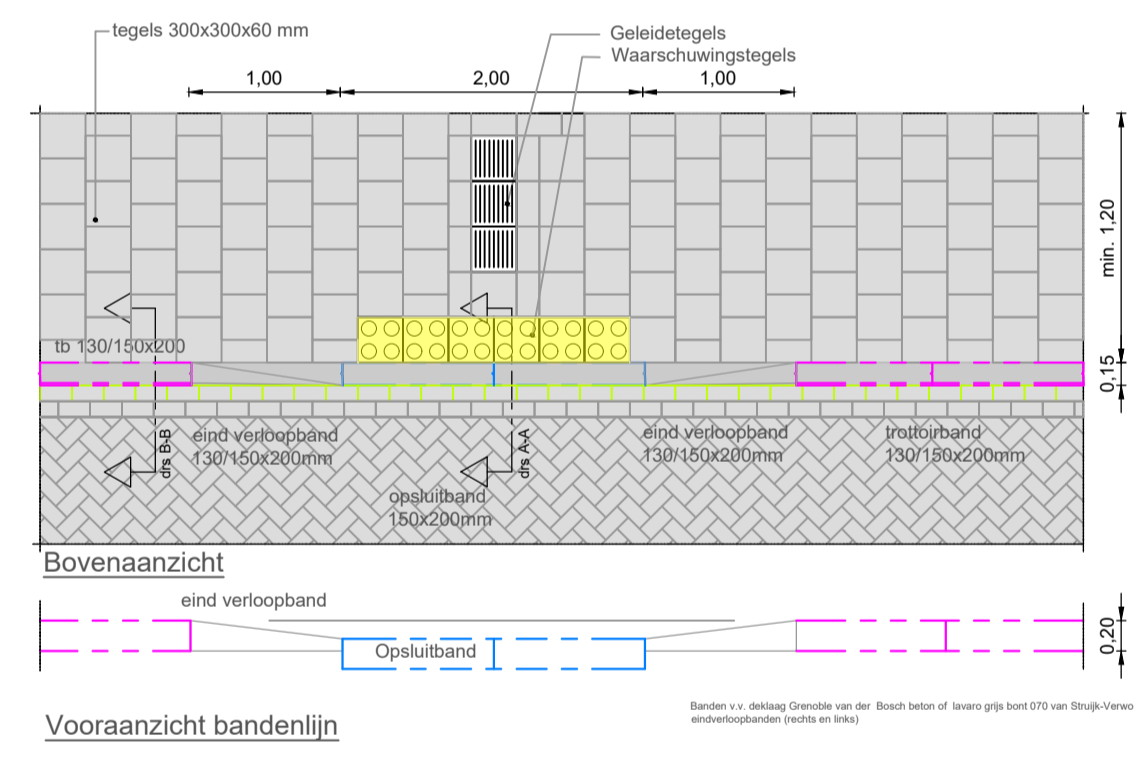 tegels 300x300x60 mm
Geleidetegels
Waarschuwingstegels
1,00
2,00
1,00
min. 1,20
tb 130/150x200
0,15
drs B-B
eind verloopband
130/150x200mm
drs A-A
eind verloopband
130/150x200mm
trottoirband
130/150x200mm
opsluitband
150x200mm
Bovenaanzicht
eind verloopband
Opsluitband
0,20
Banden v.v. deklaag Grenoble van der Bosch beton of lavaro grijs bont 070 van Struijk-Verwo
eindverloopbanden (rechts en links)
Vooraanzicht bandenlijn